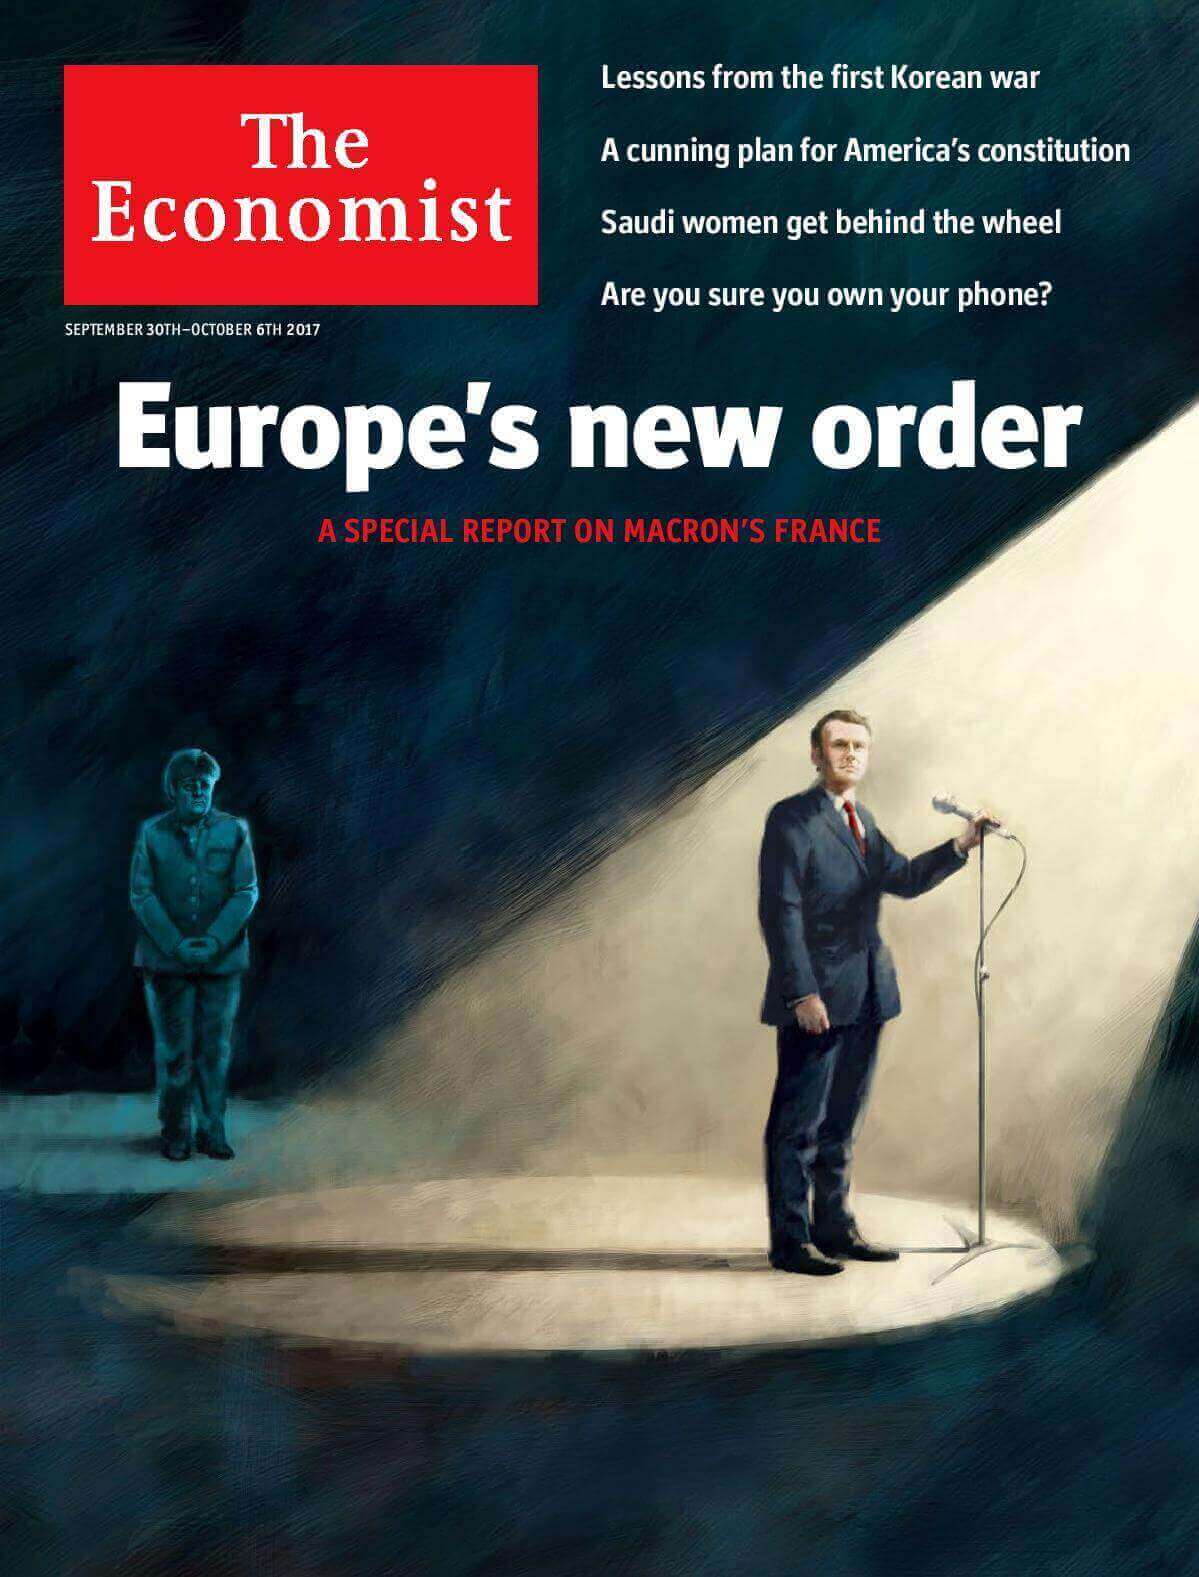 The
Economist
SEPTEMBER 30TH–OCTOBER 6TH 2017
Lessons from the first Korean war
A cunning plan for America's constitution
Saudi women get behind the wheel
Are you sure you own your phone?
Europe's new order
A SPECIAL REPORT ON MACRON'S FRANCE